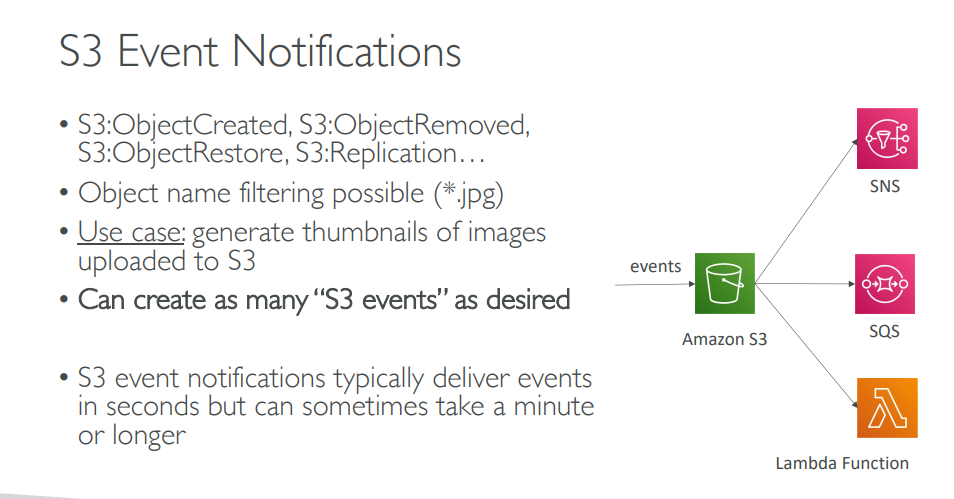 S3 Event Notifications
• S3:ObjectCreated, S3:ObjectRemoved,
S3:ObjectRestore, S3:Replication…
• Object name filtering possible (*.jpg)
• Use case: generate thumbnails of images
uploaded to S3
• Can create as many “S3 events” as desired
• S3 event notifications typically deliver events
in seconds but can sometimes take a minute
or longer
events
Amazon S3
SNS
SQS
Lambda Function